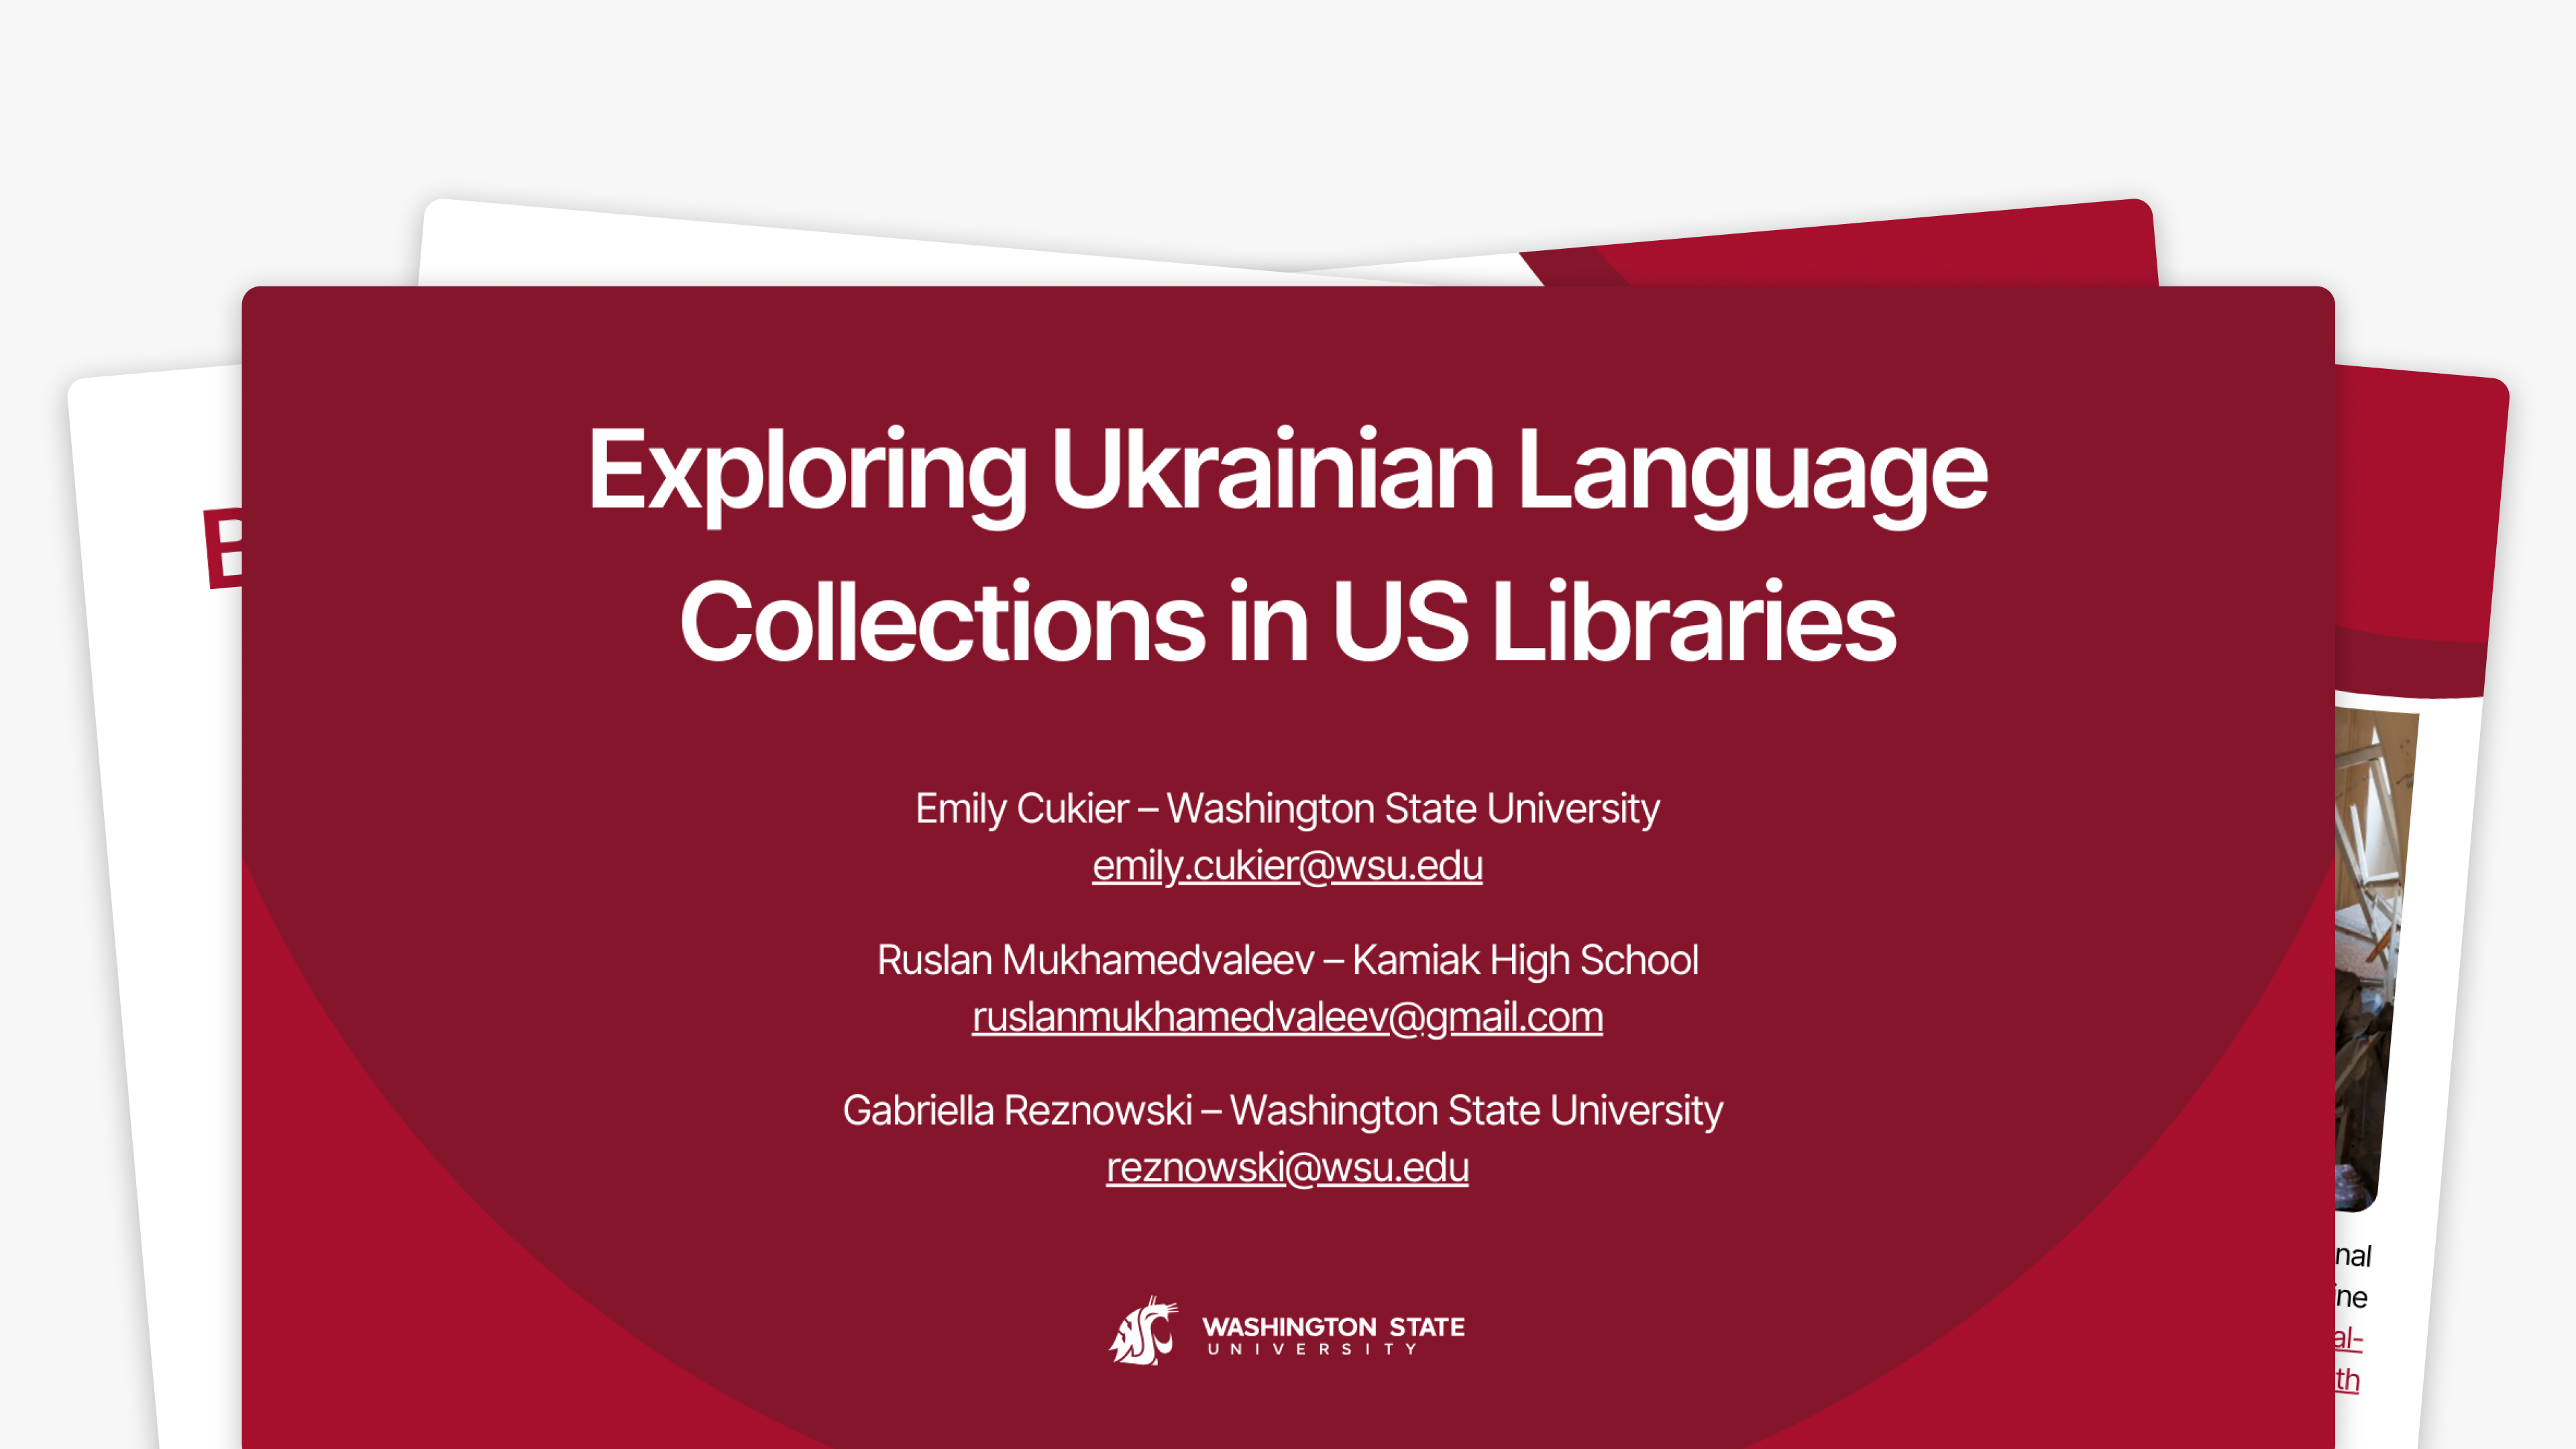 Exploring Ukrainian Language
Collections in US Libraries
Emily Cukier – Washington State University
emily.cukier@wsu.edu
Ruslan Mukhamedvaleev – Kamiak High School
ruslanmukhamedvaleev@gmail.com
Gabriella Reznowski – Washington State University
reznowski@wsu.edu
WASHINGTON STATE
UNIVERSITY